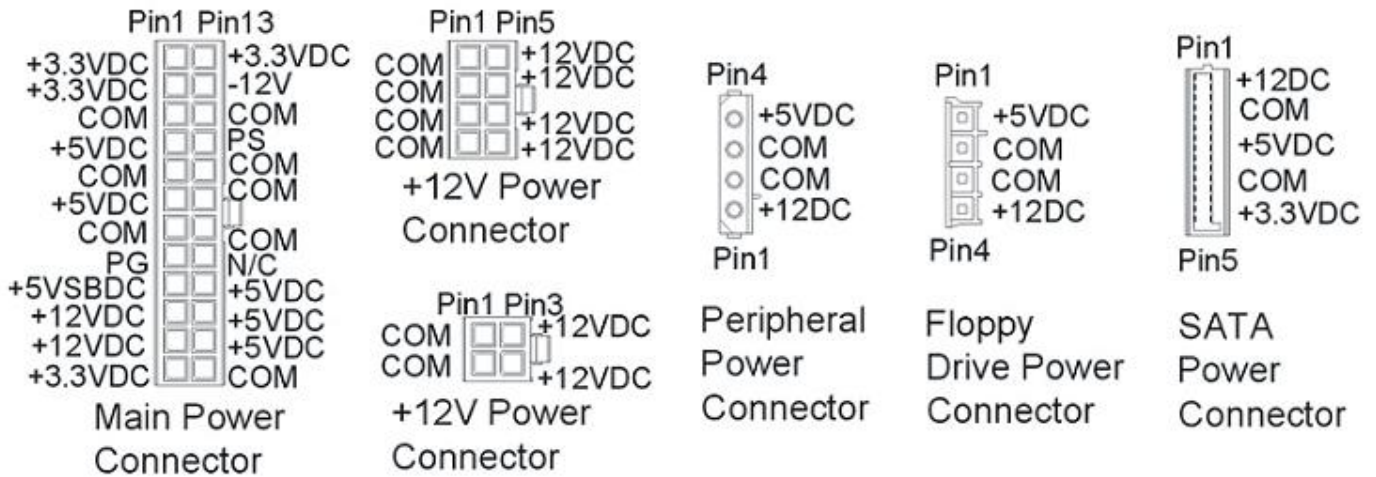 Pin1 Pin13
+3.3VDC +3.3VDC
+3.3VDC -12V
COM COM
+5VDC PS
COM COM
+5VDC COM
COM COM
PG N/C
+5VSBDC +5VDC
+12VDC +5VDC
+12VDC +5VDC
+3.3VDC COM
Main Power
Connector
Pin1 Pin5
COM +12VDC
COM +12VDC
COM +12VDC
COM +12VDC
+12V Power
Connector
Pin1 Pin3
COM +12VDC
COM +12VDC
+12V Power
Connector
Pin4
+5VDC
COM
COM
+12DC
Pin1
Peripheral
Power
Connector
Pin1
+5VDC
COM
COM
+12DC
Pin4
Floppy
Drive Power
Connector
Pin1
+12DC
COM
+5VDC
COM
+3.3VDC
Pin5
SATA
Power
Connector